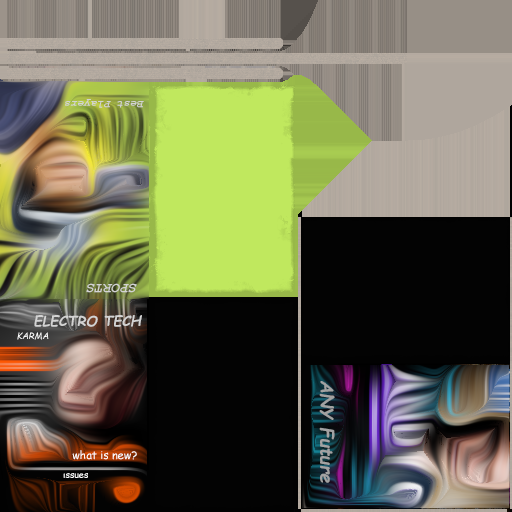 Best Players
SPORTS
ELECTRO TECH
KARMA
what is new?
issues
ANY Future